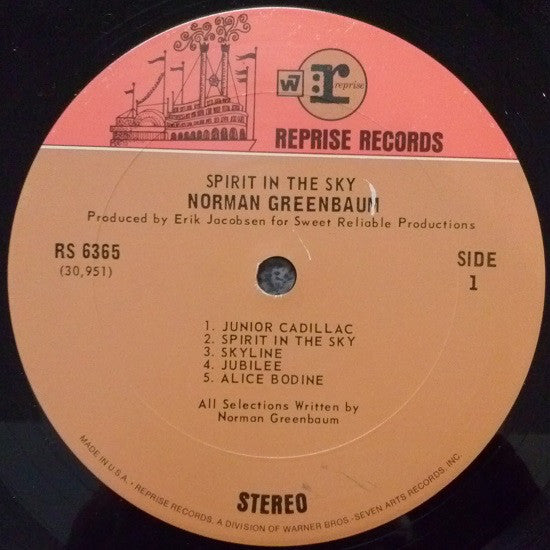 W7
r
reprise
REPRISE RECORDS
SPIRIT IN THE SKY
NORMAN GREENBAUM
Produced by Erik Jacobsen for Sweet Reliable Productions
RS 6365
(30,951)
SIDE
1
1. JUNIOR CADILLAC
2. SPIRIT IN THE SKY
3. SKYLINE
4. JUBILEE
5. ALICE BODINE
All Selections Written by
Norman Greenbaum
STEREO
MADE IN U.S.A. • REPRISE RECORDS, A DIVISION OF WARNER BROS.-SEVEN ARTS RECORDS, INC.